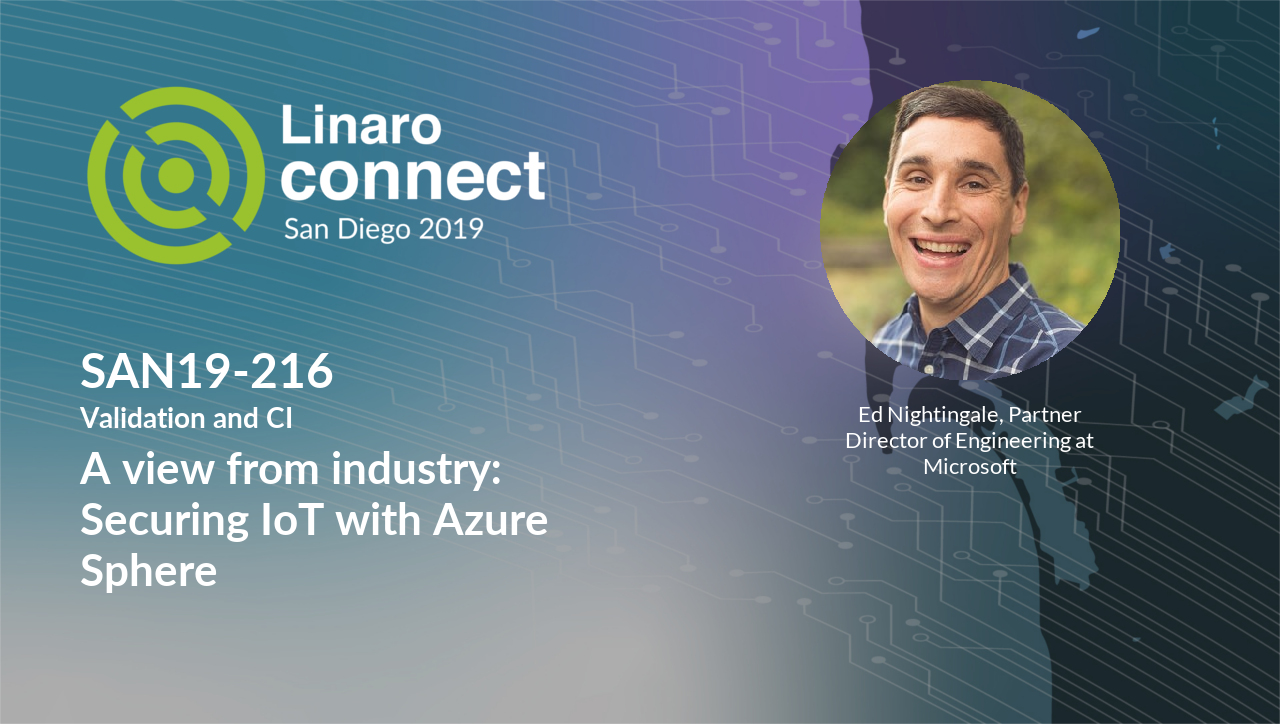 Linaro
connect
San Diego 2019
SAN19-216
Validation and CI
A view from industry:
Securing IoT with Azure
Sphere
Ed Nightingale, Partner
Director of Engineering at
Microsoft